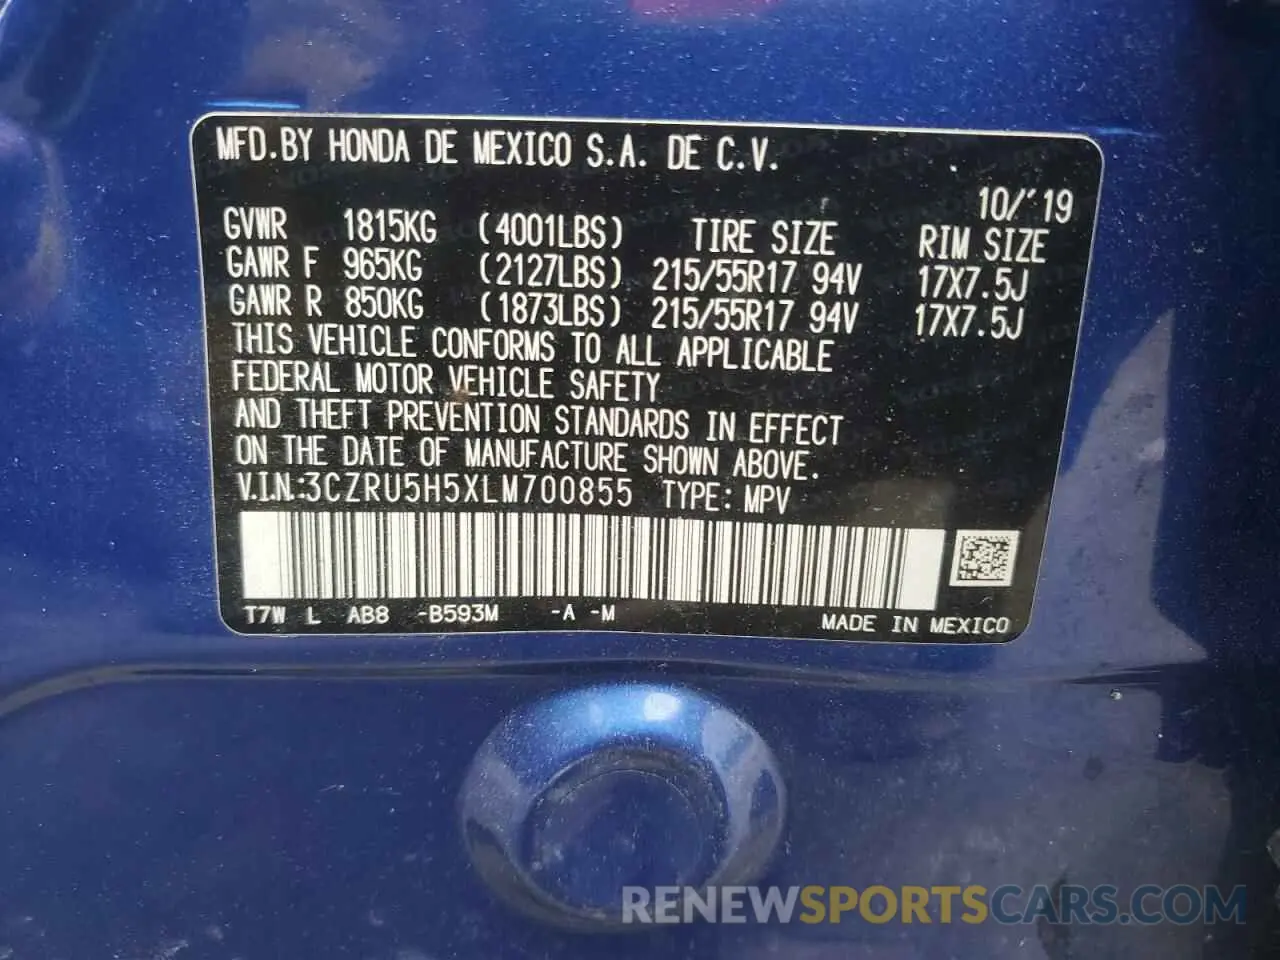 MFD.BY HONDA DE MEXICO S.A. DE C.V.
10/'19
GVWR 1815KG (4001LBS) TIRE SIZE RIM SIZE
GAWR F 965KG (2127LBS) 215/55R17 94V 17X7.5J
GAWR R 850KG (1873LBS) 215/55R17 94V 17X7.5J
THIS VEHICLE CONFORMS TO ALL APPLICABLE
FEDERAL MOTOR VEHICLE SAFETY
AND THEFT PREVENTION STANDARDS IN EFFECT
ON THE DATE OF MANUFACTURE SHOWN ABOVE.
V.I.N.:3CZRU5H5XLM700855 TYPE: MPV
T7W L AB8 -B593M -A -M MADE IN MEXICO
RENEWSPORTSCARS.COM